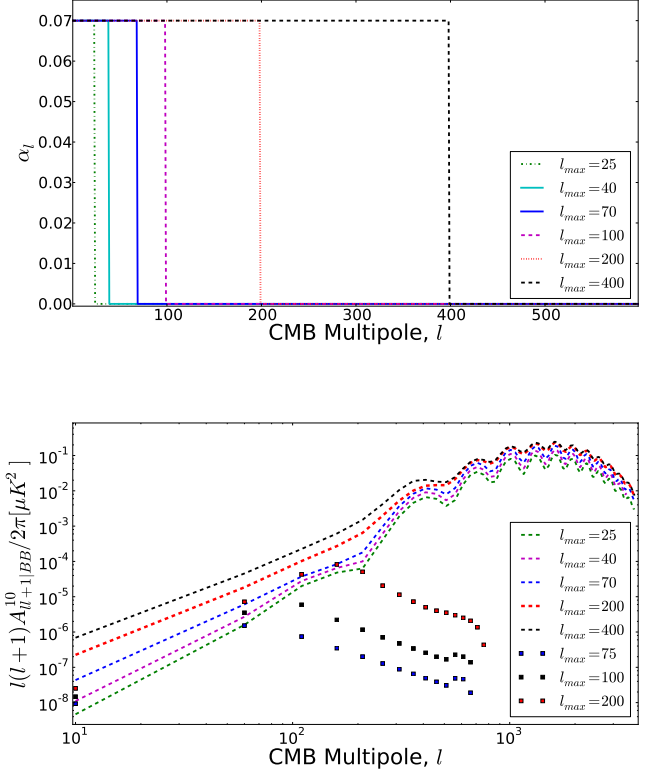 0.07
0.06
0.05
0.04
0.03
0.02
0.01
0.00
α_l
100 200 300 400 500
CMB Multipole, l
l_max=25
l_max=40
l_max=70
l_max=100
l_max=200
l_max=400
10^-1
10^-2
10^-3
10^-4
10^-5
10^-6
10^-7
10^-8
l(l+1)A^10_ll+1|BB/2π[μK^2]
10^1 10^2 10^3
CMB Multipole, l
l_max=25
l_max=40
l_max=70
l_max=200
l_max=400
l_max=75
l_max=100
l_max=200